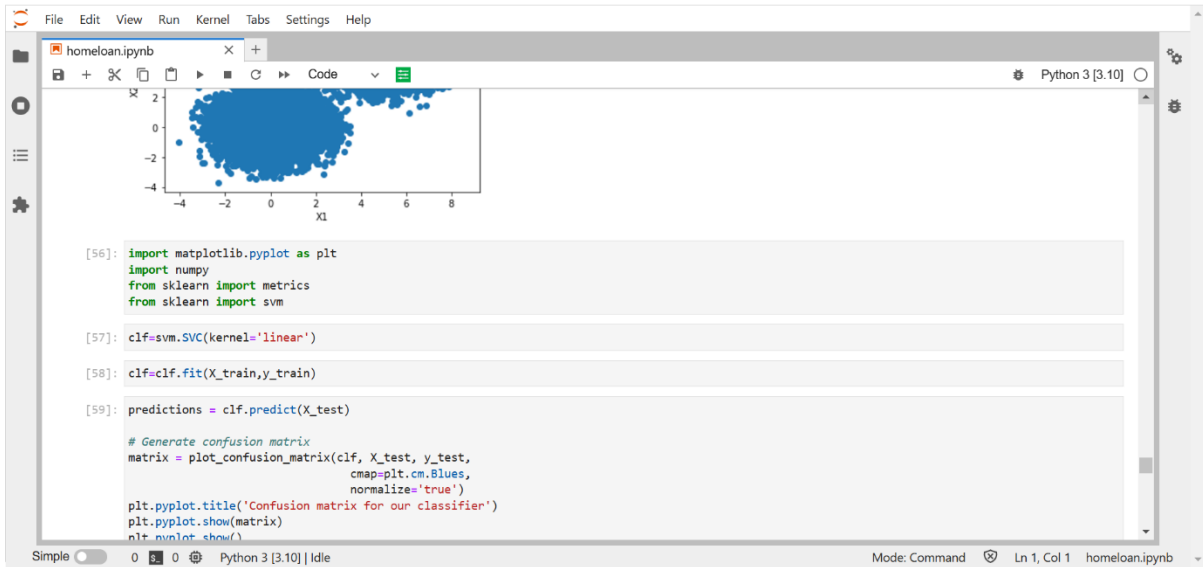 File Edit View Run Kernel Tabs Settings Help
homeloan.ipynb
Code
Python 3 [3.10]
X2
2
0
−2
−4
−4 −2 0 2 4 6 8
X1
[56]: import matplotlib.pyplot as plt
import numpy
from sklearn import metrics
from sklearn import svm
[57]: clf=svm.SVC(kernel='linear')
[58]: clf=clf.fit(X_train,y_train)
[59]: predictions = clf.predict(X_test)
# Generate confusion matrix
matrix = plot_confusion_matrix(clf, X_test, y_test,
cmap=plt.cm.Blues,
normalize='true')
plt.pyplot.title('Confusion matrix for our classifier')
plt.pyplot.show(matrix)
plt.pyplot.show()
Simple 0 $_ 0 Python 3 [3.10] | Idle Mode: Command Ln 1, Col 1 homeloan.ipynb